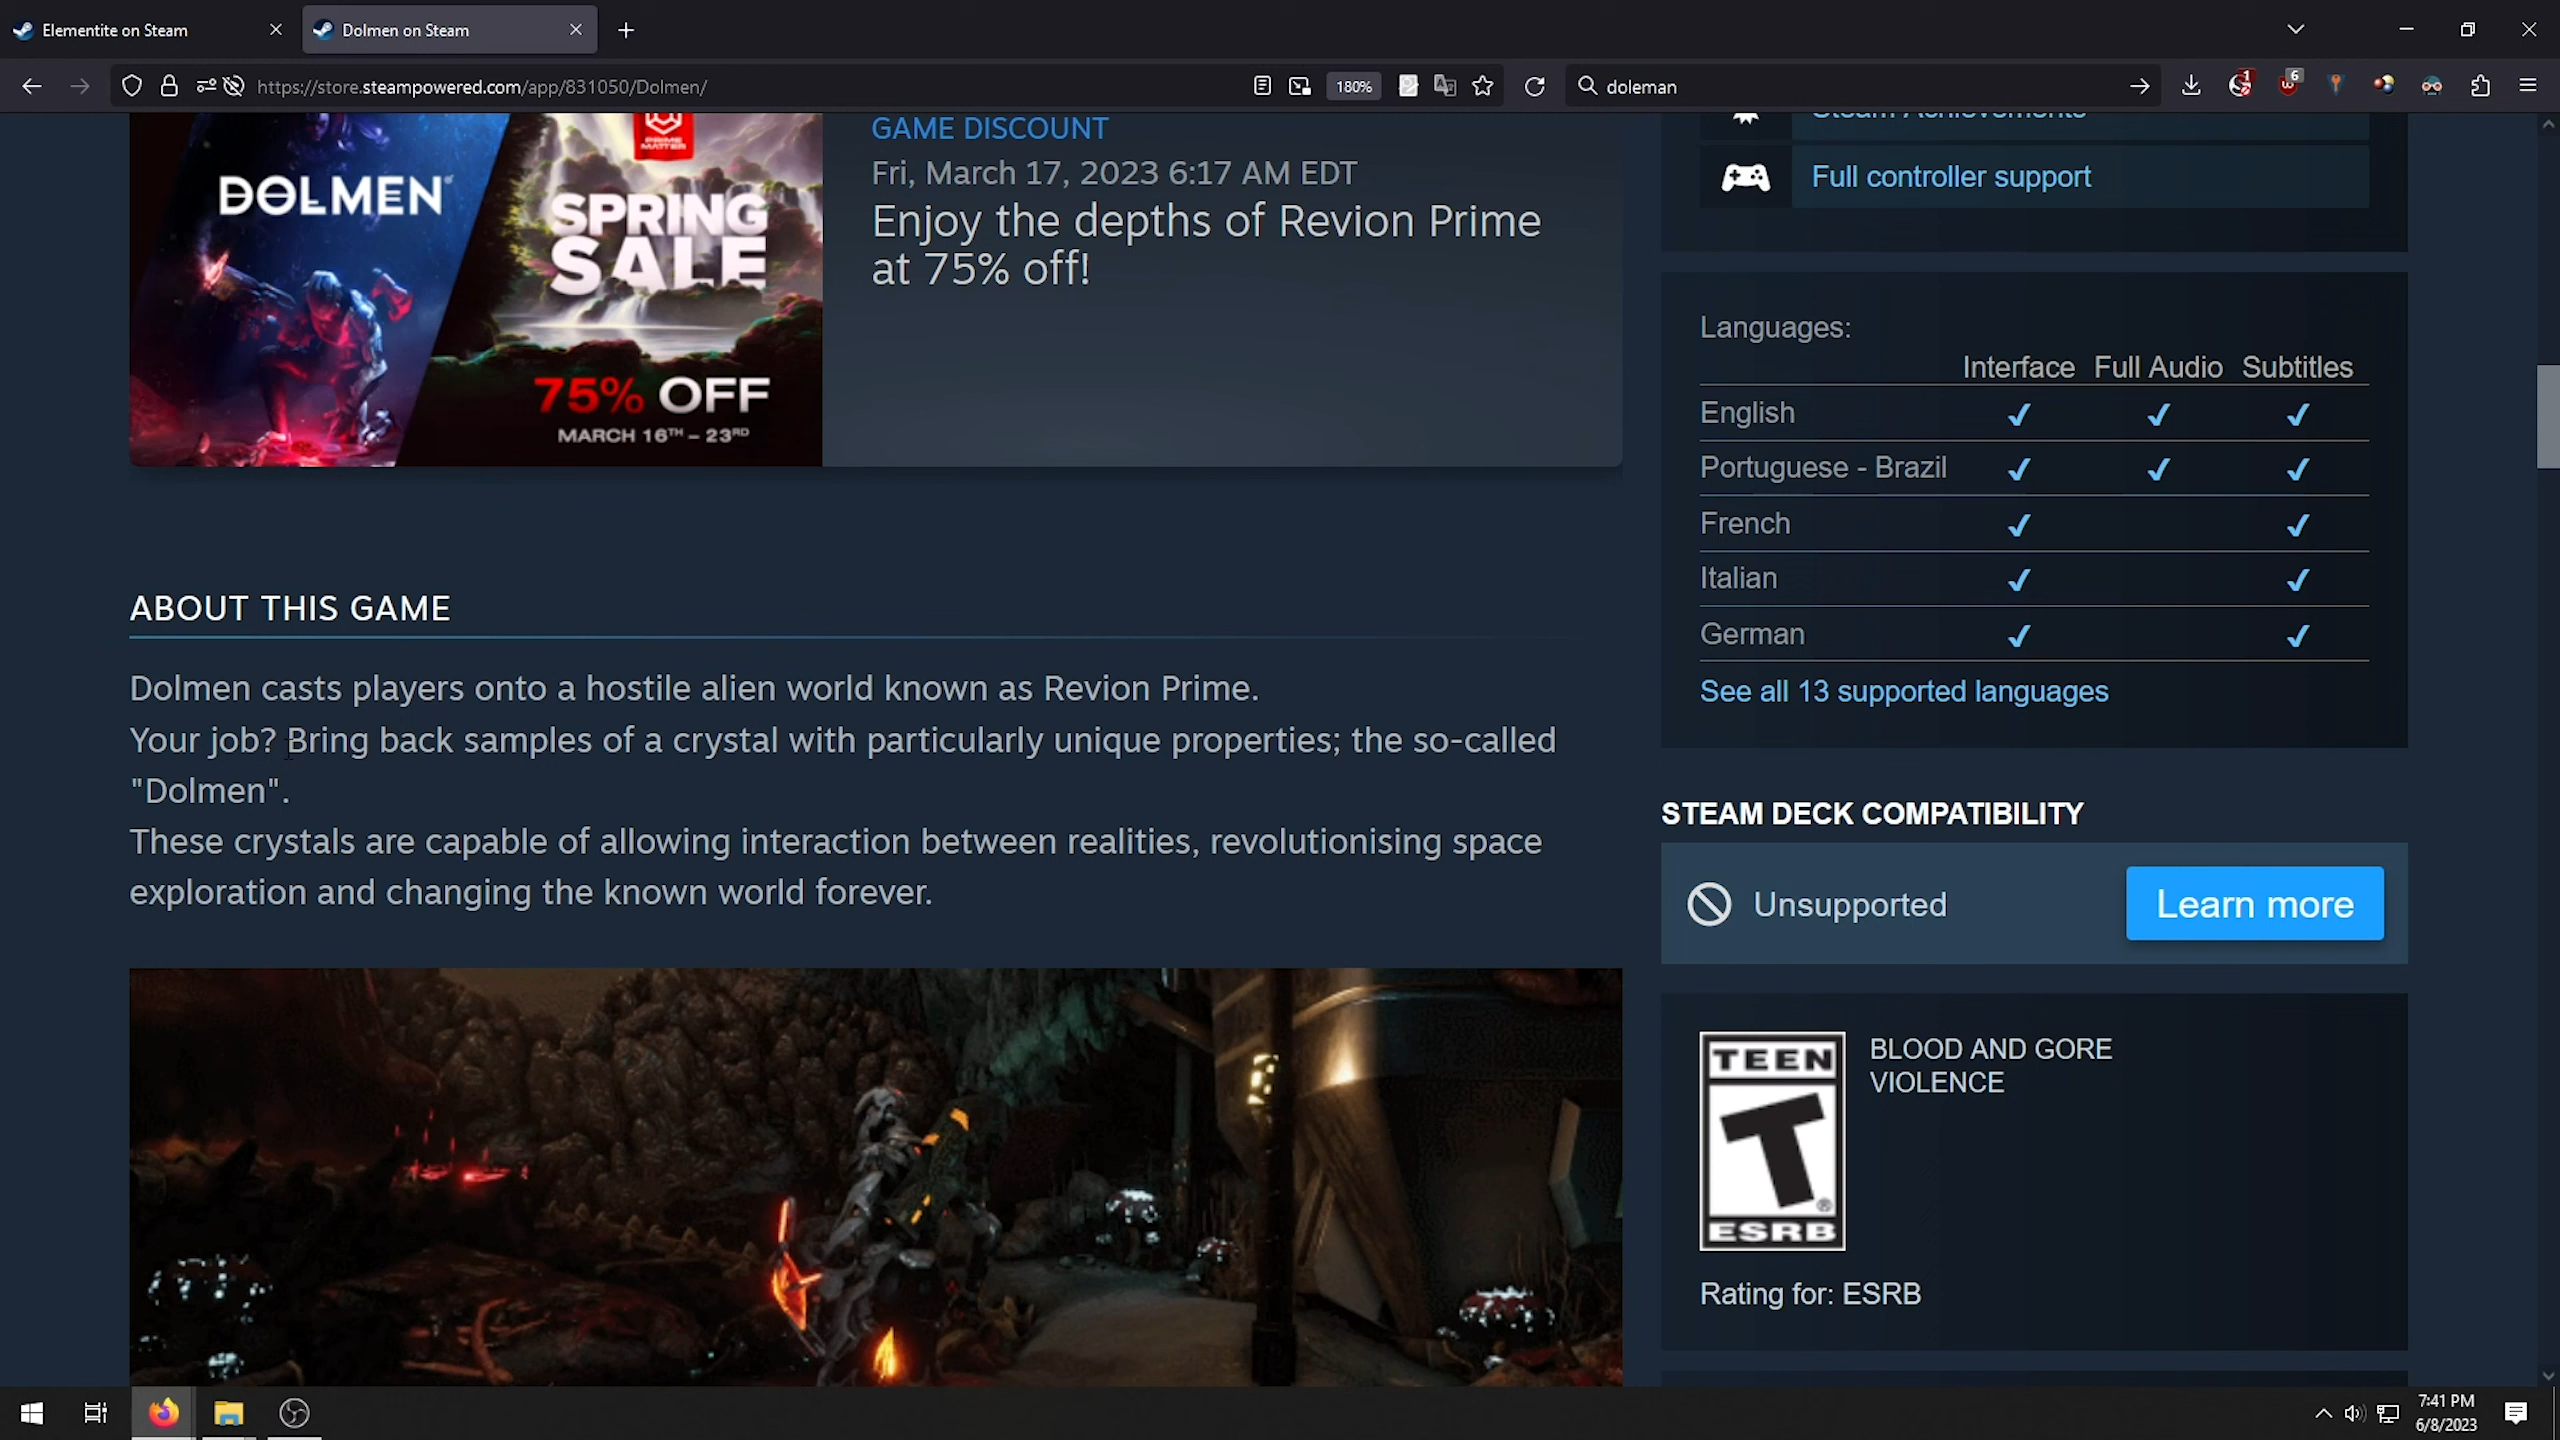 Elementite on Steam
Dolmen on Steam
https://store.steampowered.com/app/831050/Dolmen/
180%
doleman
1
6
DOLMEN
PRIME
MATTER
SPRING
SALE
75% OFF
MARCH 16TH – 23RD
GAME DISCOUNT
Fri, March 17, 2023 6:17 AM EDT
Enjoy the depths of Revion Prime
at 75% off!
ABOUT THIS GAME
Dolmen casts players onto a hostile alien world known as Revion Prime.
Your job? Bring back samples of a crystal with particularly unique properties; the so-called
"Dolmen".
These crystals are capable of allowing interaction between realities, revolutionising space
exploration and changing the known world forever.
Steam Achievements
Full controller support
Languages:
Interface Full Audio Subtitles
English ✔ ✔ ✔
Portuguese - Brazil ✔ ✔ ✔
French ✔ ✔
Italian ✔ ✔
German ✔ ✔
See all 13 supported languages
STEAM DECK COMPATIBILITY
Unsupported
Learn more
TEEN
T
®
ESRB
BLOOD AND GORE
VIOLENCE
Rating for: ESRB
7:41 PM
6/8/2023